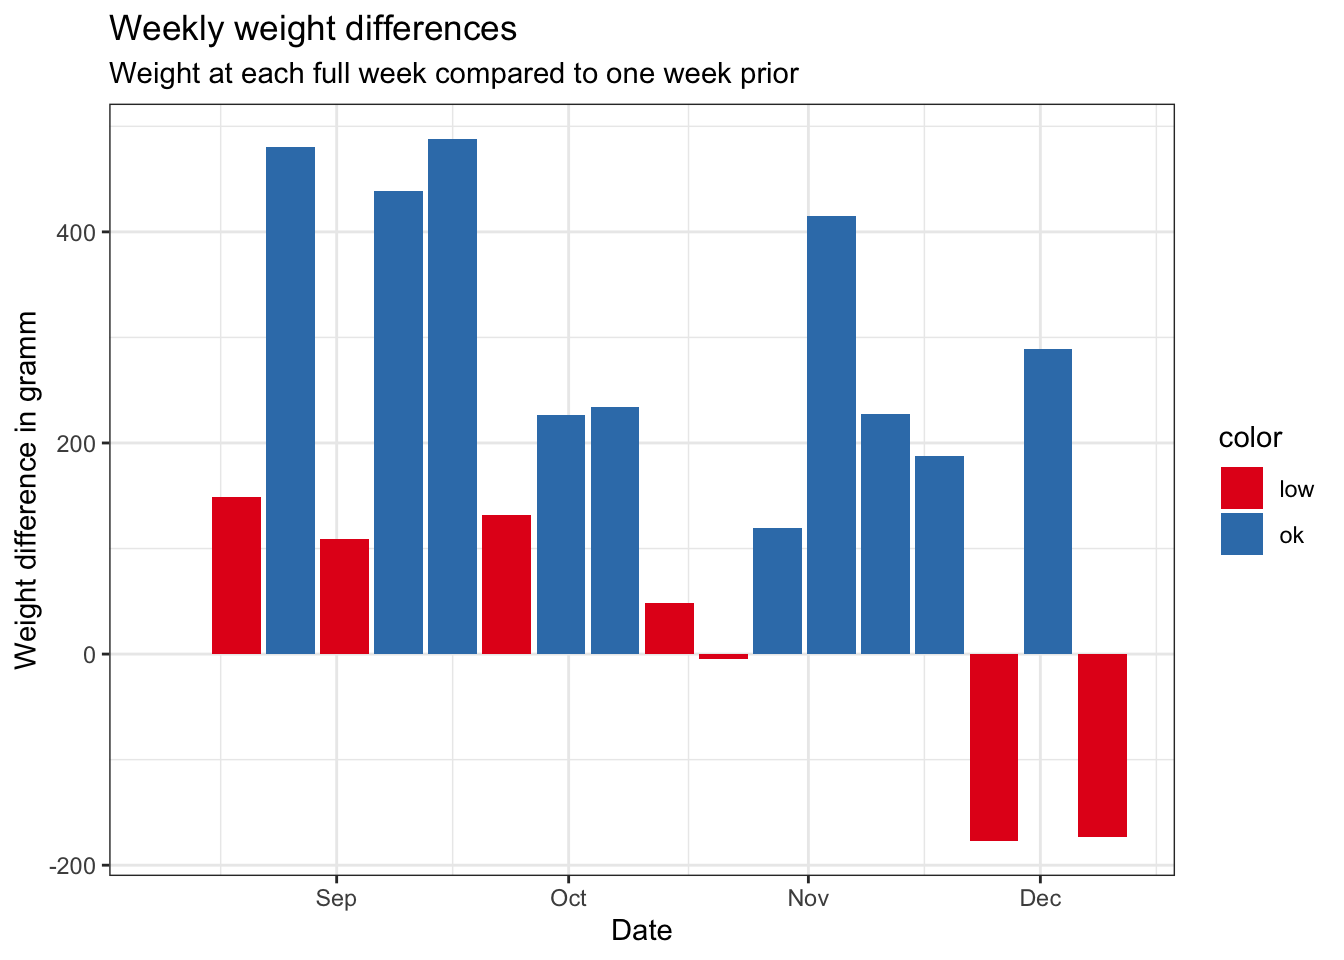 Weekly weight differences
Weight at each full week compared to one week prior
Weight difference in gramm
400
200
0
-200
Sep Oct Nov Dec
Date
color
low
ok